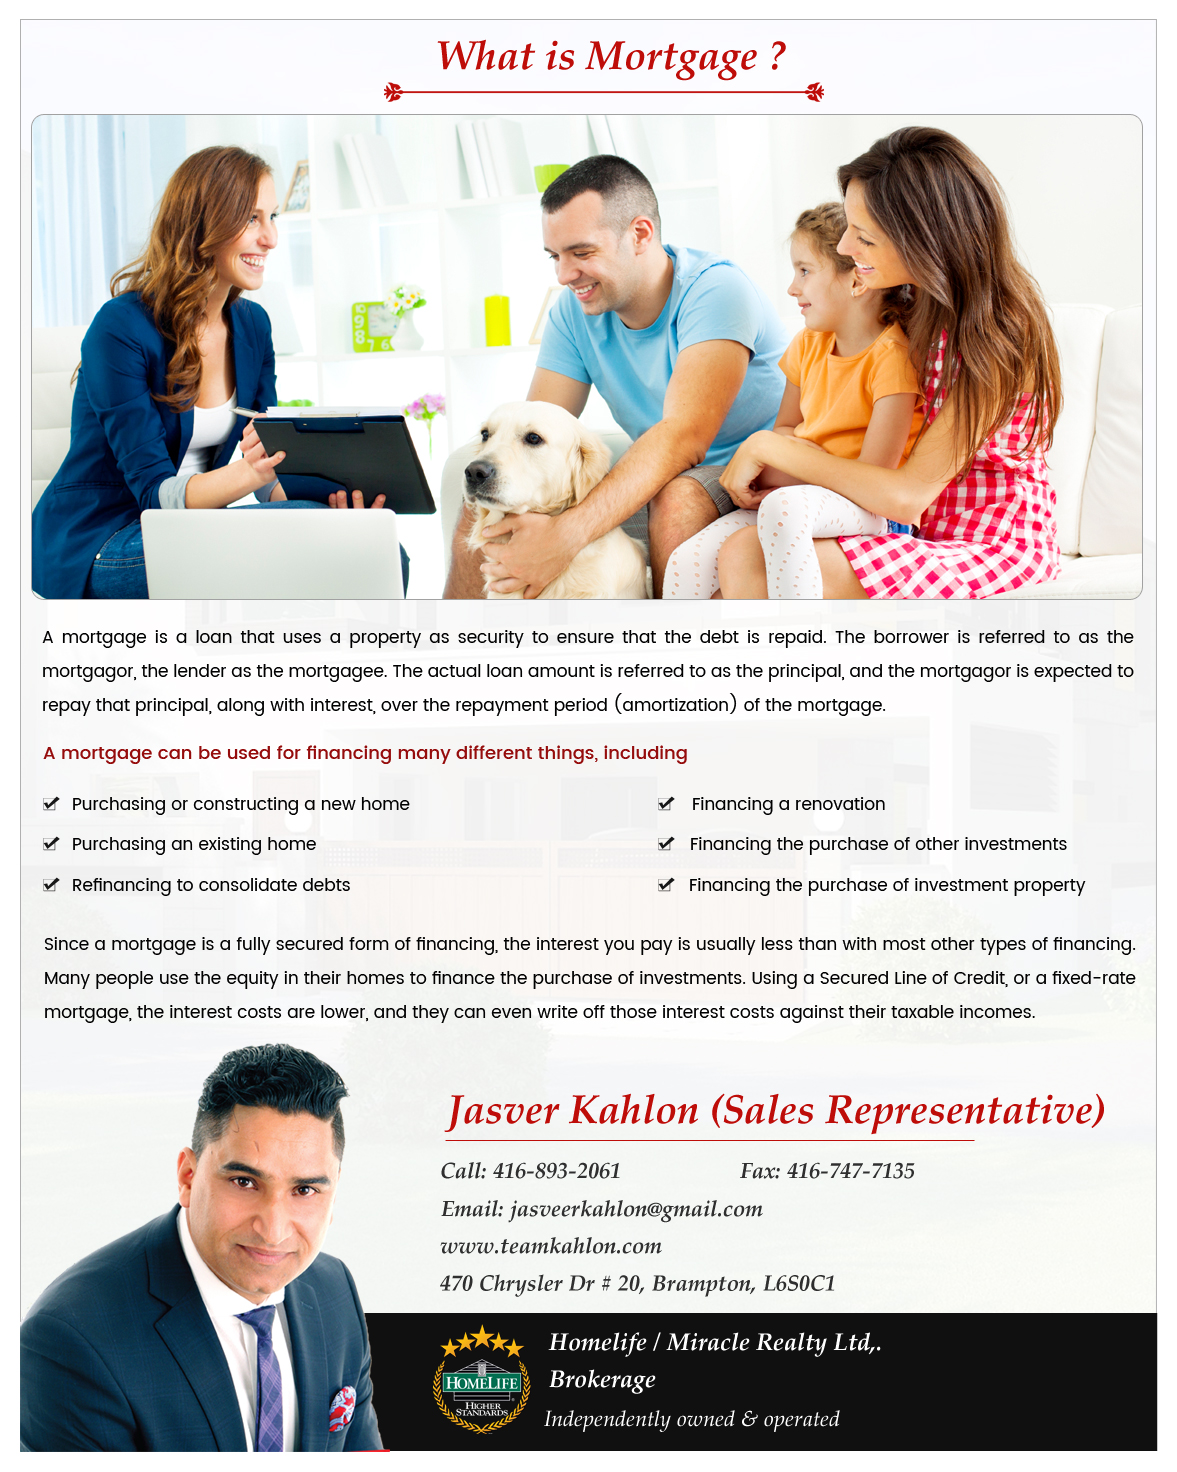 What is Mortgage ?
A mortgage is a loan that uses a property as security to ensure that the debt is repaid. The borrower is referred to as the
mortgagor, the lender as the mortgagee. The actual loan amount is referred to as the principal, and the mortgagor is expected to
repay that principal, along with interest, over the repayment period (amortization) of the mortgage.
A mortgage can be used for financing many different things, including
Purchasing or constructing a new home
Purchasing an existing home
Refinancing to consolidate debts
Financing a renovation
Financing the purchase of other investments
Financing the purchase of investment property
Since a mortgage is a fully secured form of financing, the interest you pay is usually less than with most other types of financing.
Many people use the equity in their homes to finance the purchase of investments. Using a Secured Line of Credit, or a fixed-rate
mortgage, the interest costs are lower, and they can even write off those interest costs against their taxable incomes.
Jasver Kahlon (Sales Representative)
Call: 416-893-2061 Fax: 416-747-7135
Email: jasveerkahlon@gmail.com
www.teamkahlon.com
470 Chrysler Dr # 20, Brampton, L6S0C1
HOMELIFE
HIGHER
STANDARDS
Homelife / Miracle Realty Ltd,.
Brokerage
Independently owned & operated